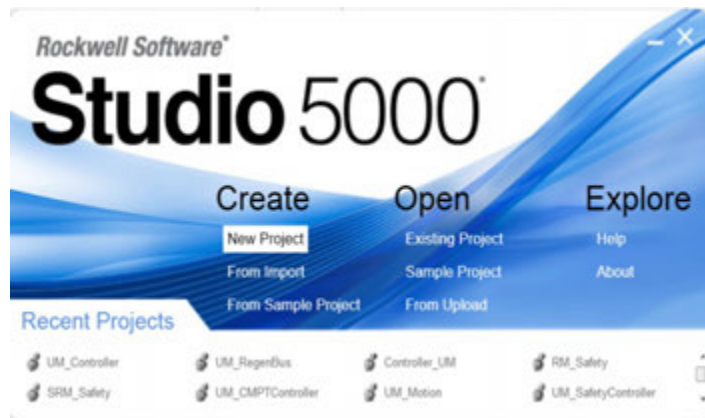 Rockwell Software®
Studio 5000®
Create Open Explore
New Project Existing Project Help
From Import Sample Project About
From Sample Project From Upload
Recent Projects
UM_Controller UM_RegenBus Controller_UM RM_Safety
SRM_Safety UM_CMPTController UM_Motion UM_SafetyController